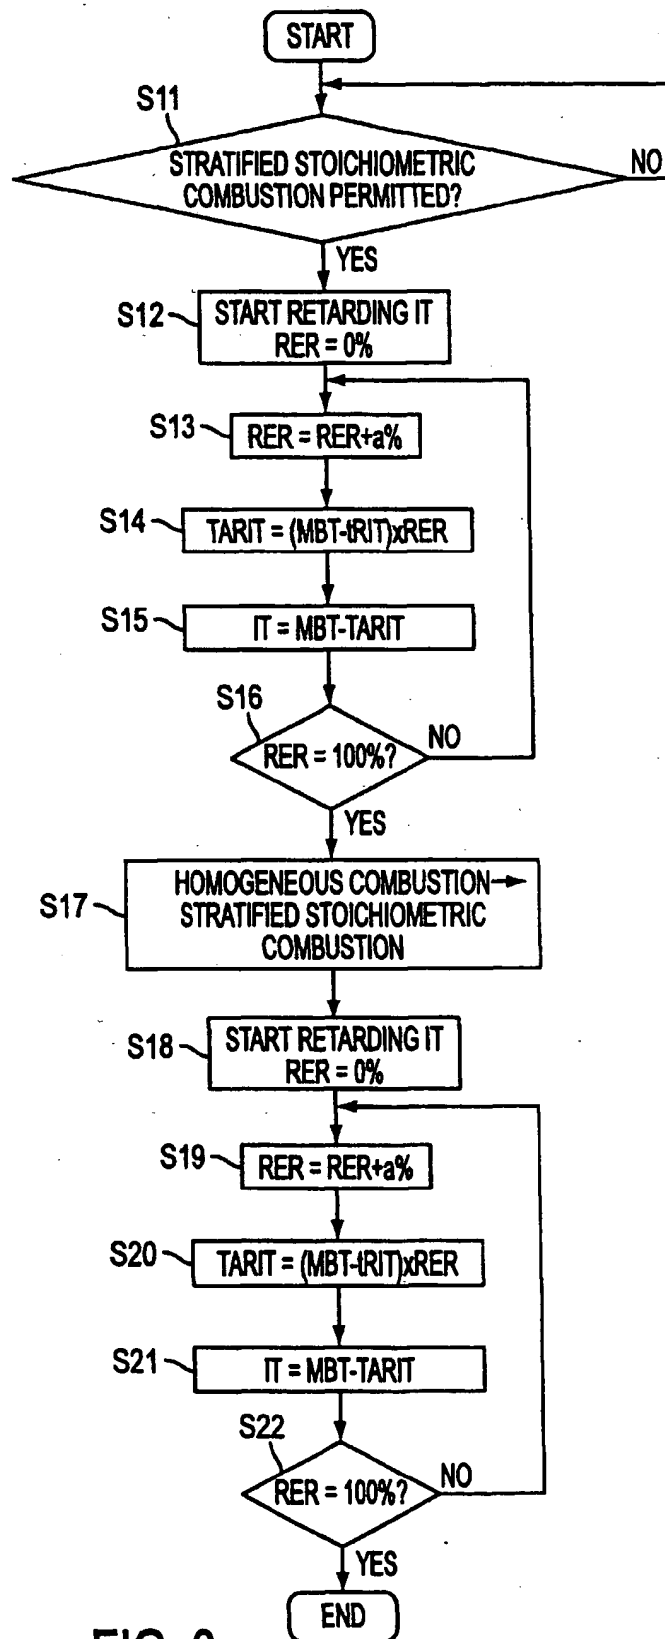 START
S11
STRATIFIED STOICHIOMETRIC
COMBUSTION PERMITTED?
NO
YES
S12
START RETARDING IT
RER = 0%
S13
RER = RER+a%
S14
TARIT = (MBT-tRIT)xRER
S15
IT = MBT-TARIT
S16
RER = 100%?
NO
YES
S17
HOMOGENEOUS COMBUSTION→
STRATIFIED STOICHIOMETRIC
COMBUSTION
S18
START RETARDING IT
RER = 0%
S19
RER = RER+a%
S20
TARIT = (MBT-tRIT)xRER
S21
IT = MBT-TARIT
S22
RER = 100%?
NO
YES
END
FIG.